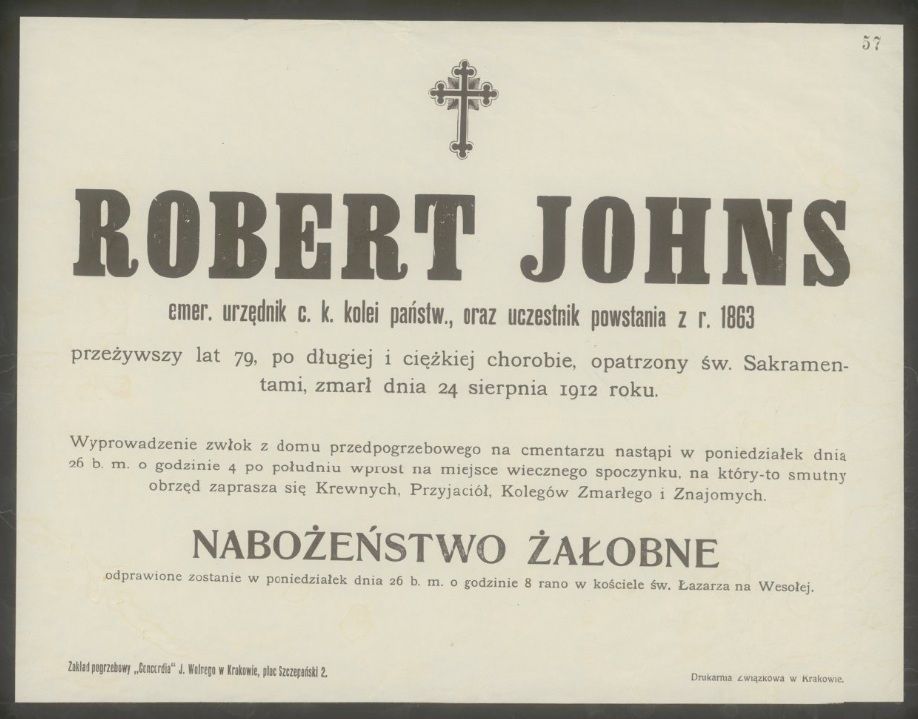 57
ROBERT JOHNS
emer. urzędnik c. k. kolei państw., oraz uczestnik powstania z r. 1863
przeżywszy lat 79, po długiej i ciężkiej chorobie, opatrzony św. Sakramen-
tami, zmarł dnia 24 sierpnia 1912 roku.
Wyprowadzenie zwłok z domu przedpogrzebowego na cmentarzu nastąpi w poniedziałek dnia
26 b. m. o godzinie 4 po południu wprost na miejsce wiecznego spoczynku, na który-to smutny
obrzęd zaprasza się Krewnych, Przyjaciół, Kolegów Zmarłego i Znajomych.
NABOŻEŃSTWO ŻAŁOBNE
odprawione zostanie w poniedziałek dnia 26 b. m. o godzinie 8 rano w kościele św. Łazarza na Wesołej.
Zakład pogrzebowy „Concordia" J. Wolnego w Krakowie, plac Szczepański 2.
Drukarnia Związkowa w Krakowie.